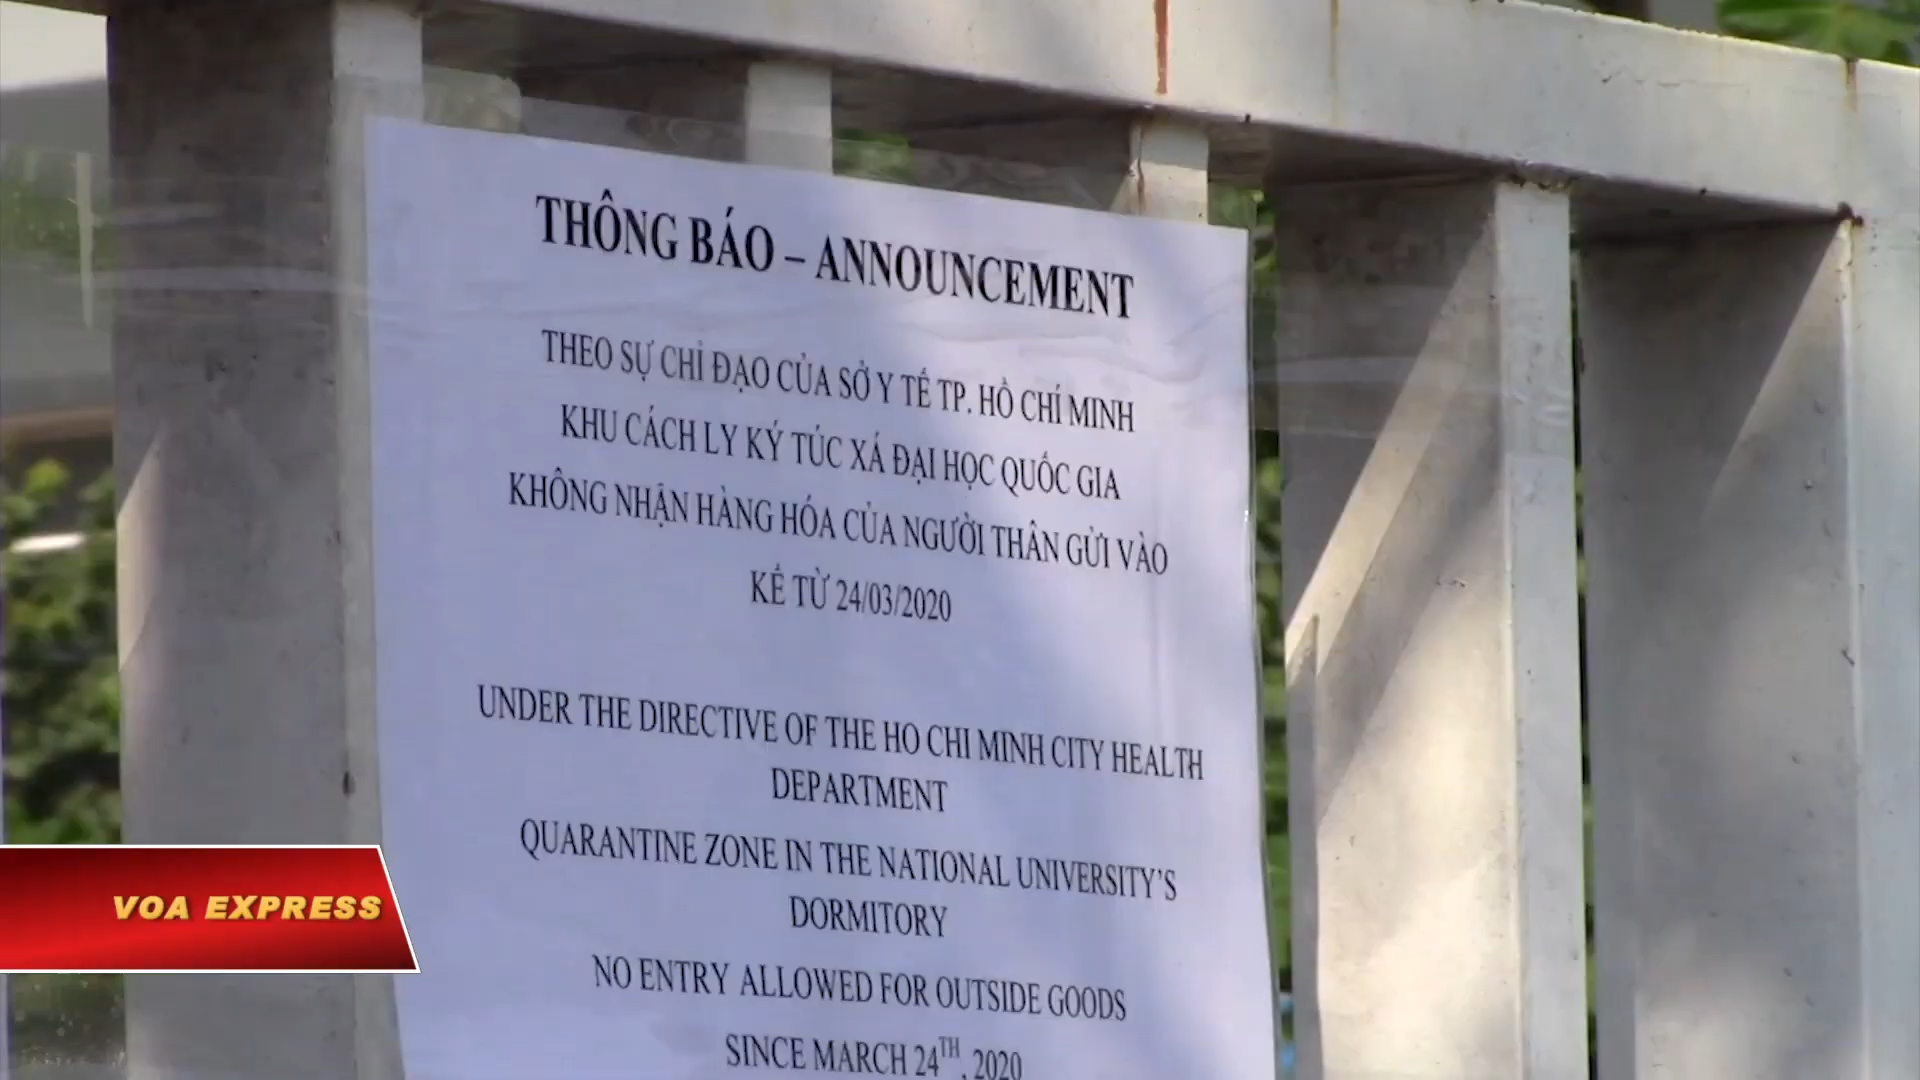 THÔNG BÁO – ANNOUNCEMENT
THEO SỰ CHỈ ĐẠO CỦA SỞ Y TẾ TP. HỒ CHÍ MINH
KHU CÁCH LY KÝ TÚC XÁ ĐẠI HỌC QUỐC GIA
KHÔNG NHẬN HÀNG HÓA CỦA NGƯỜI THÂN GỬI VÀO
KỂ TỪ 24/03/2020
UNDER THE DIRECTIVE OF THE HO CHI MINH CITY HEALTH
DEPARTMENT
QUARANTINE ZONE IN THE NATIONAL UNIVERSITY'S
DORMITORY
NO ENTRY ALLOWED FOR OUTSIDE GOODS
SINCE MARCH 24TH, 2020
VOA EXPRESS